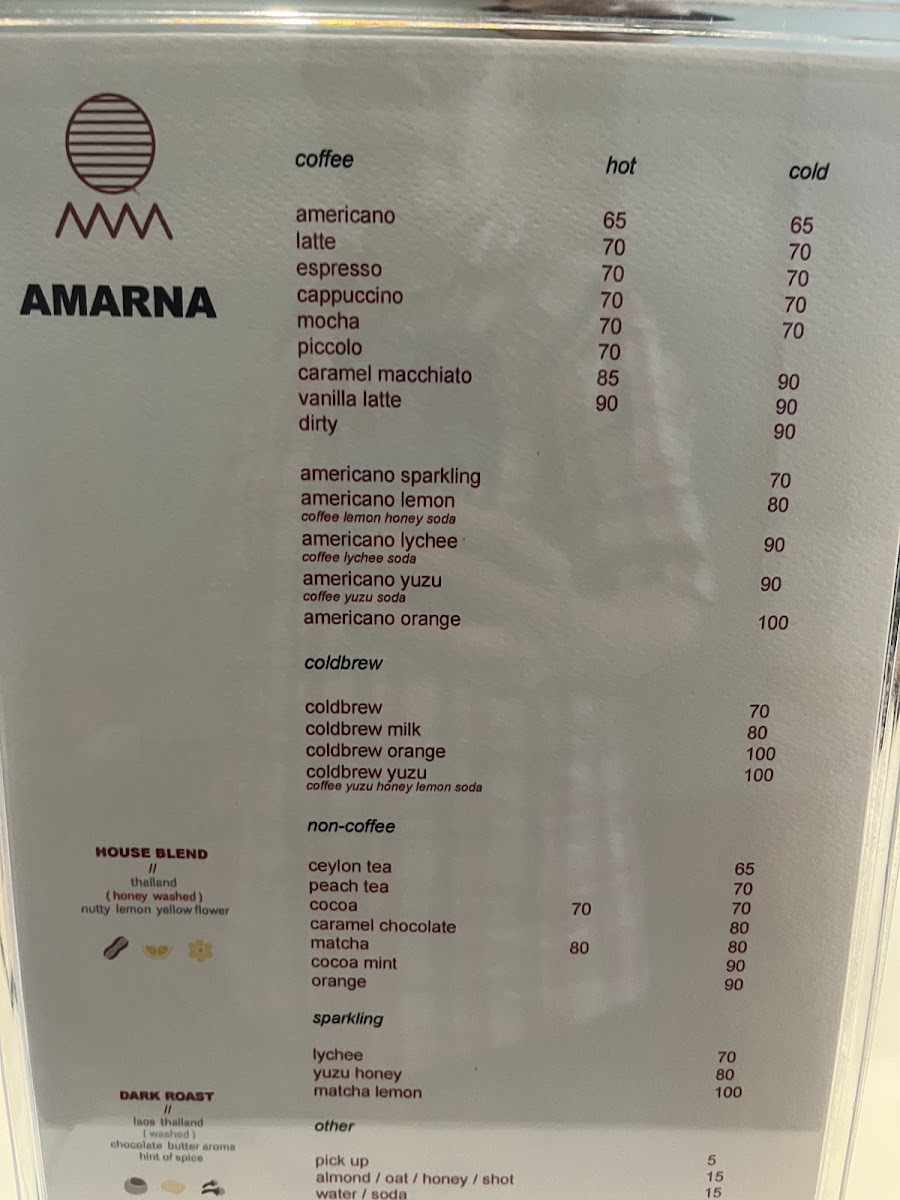 AMARNA
coffee hot cold
americano 65 65
latte 70 70
espresso 70 70
cappuccino 70 70
mocha 70 70
piccolo 70
caramel macchiato 85 90
vanilla latte 90 90
dirty 90
americano sparkling 70
americano lemon 80
coffee lemon honey soda
americano lychee 90
coffee lychee soda
americano yuzu 90
coffee yuzu soda
americano orange 100
coldbrew
coldbrew 70
coldbrew milk 80
coldbrew orange 100
coldbrew yuzu 100
coffee yuzu honey lemon soda
non-coffee
ceylon tea 65
peach tea 70
cocoa 70 70
caramel chocolate 80
matcha 80 80
cocoa mint 90
orange 90
sparkling
lychee 70
yuzu honey 80
matcha lemon 100
other
pick up 5
almond / oat / honey / shot 15
water / soda 15
HOUSE BLEND
//
thailand
( honey washed )
nutty lemon yellow flower
DARK ROAST
//
laos thailand
( washed )
chocolate butter aroma
hint of spice